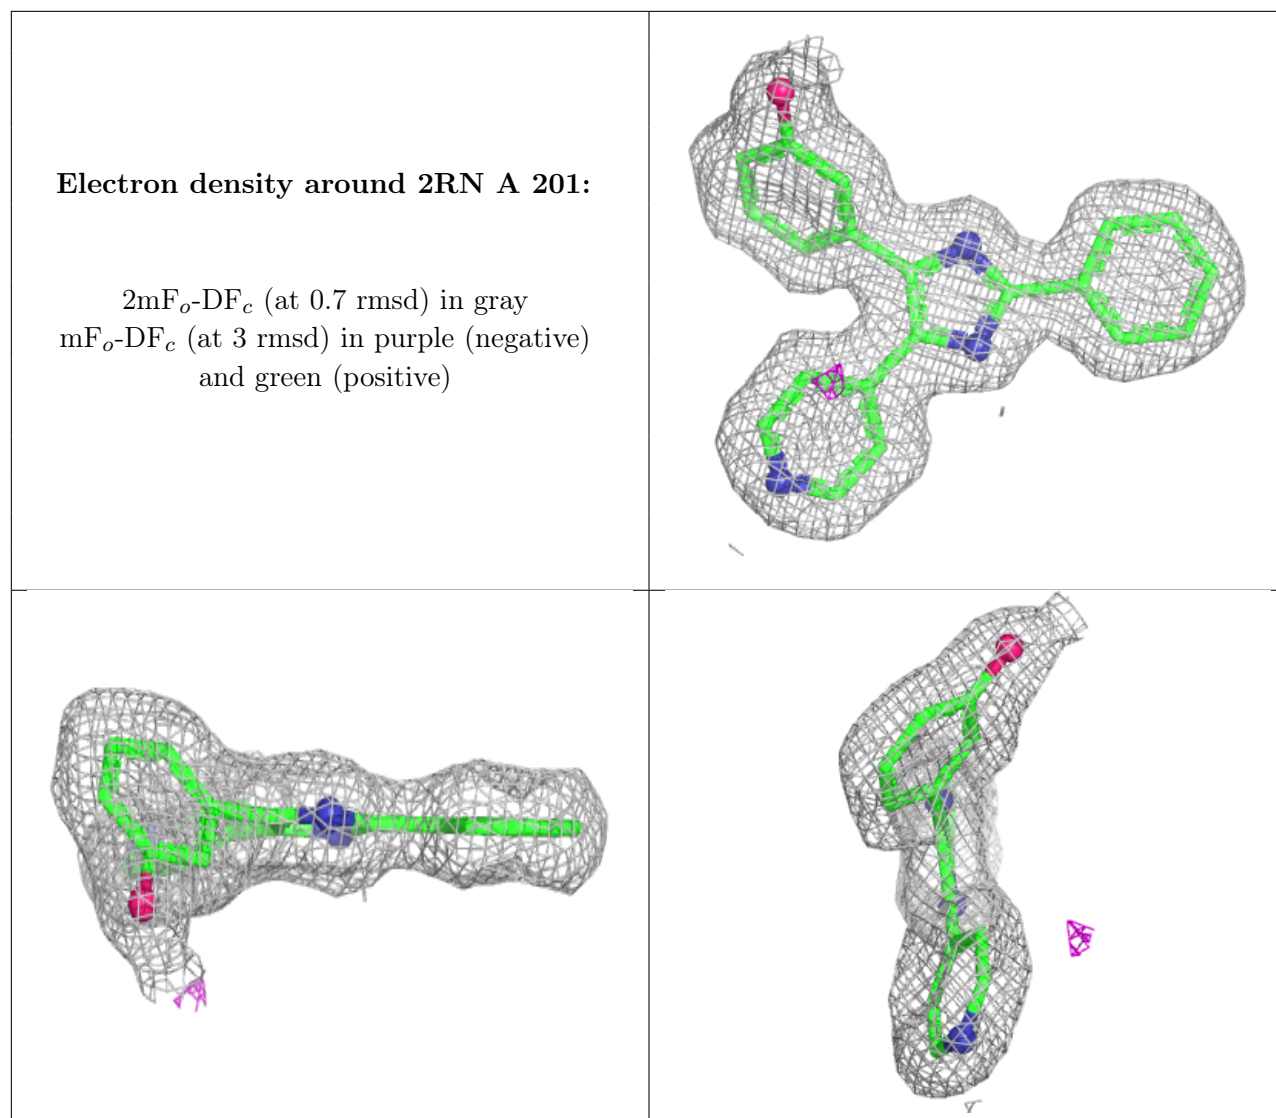 Electron density around 2RN A 201:
2mFo-DFc (at 0.7 rmsd) in gray
mFo-DFc (at 3 rmsd) in purple (negative)
and green (positive)